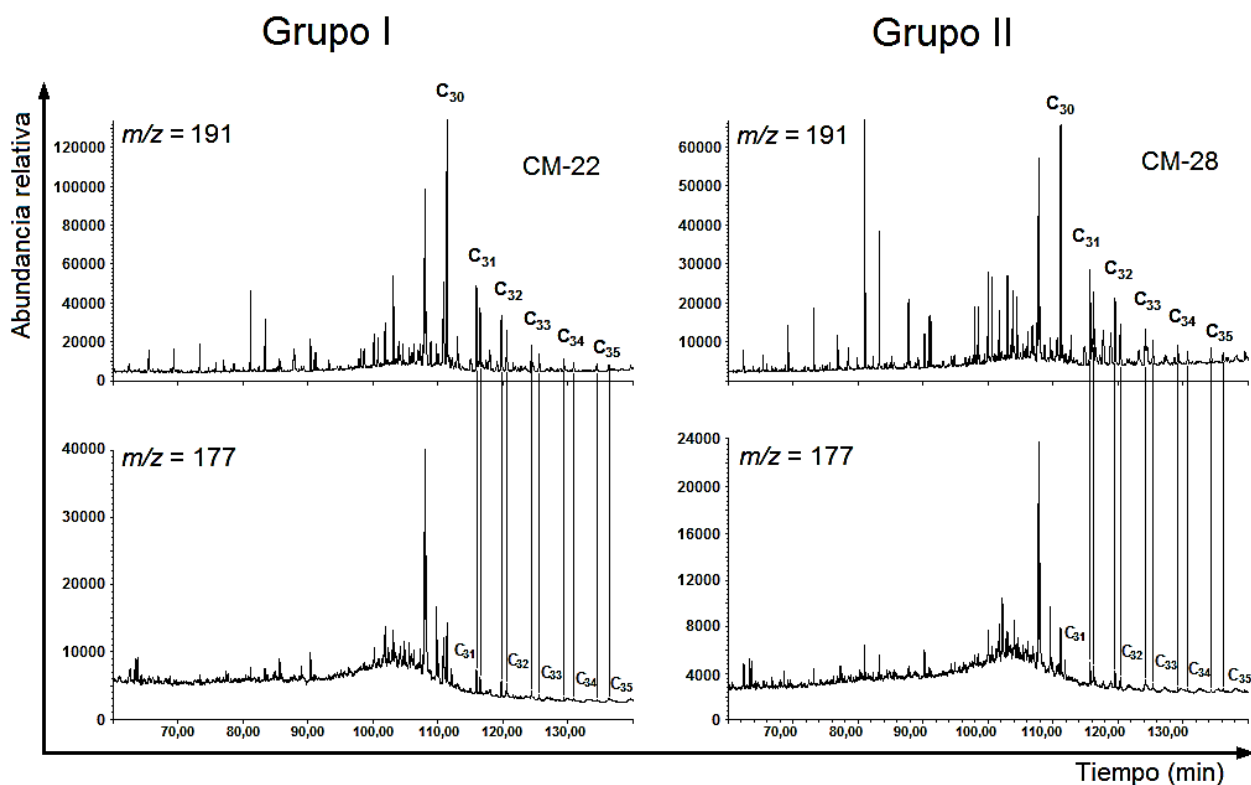 Grupo I
Grupo II
Abundancia relativa
m/z = 191
CM-22
C30
C31
C32
C33
C34
C35
120000
100000
80000
60000
40000
20000
0
m/z = 191
CM-28
C30
C31
C32
C33
C34
C35
60000
50000
40000
30000
20000
10000
m/z = 177
40000
30000
20000
10000
0
C31
C32
C33
C34
C35
70,00 80,00 90,00 100,00 110,00 120,00 130,00
m/z = 177
24000
22000
20000
16000
12000
8000
4000
0
C31
C32
C33
C34
C35
70,00 80,00 90,00 100,00 110,00 120,00 130,00
Tiempo (min)